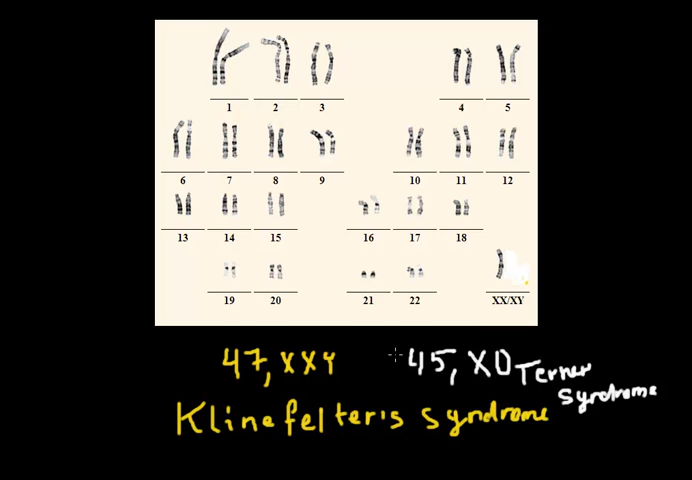 1 2 3 4 5
6 7 8 9 10 11 12
13 14 15 16 17 18
19 20 21 22 XX/XY
47, XXY 45, XO Terner
Syndrome
Klinefelter's syndrome